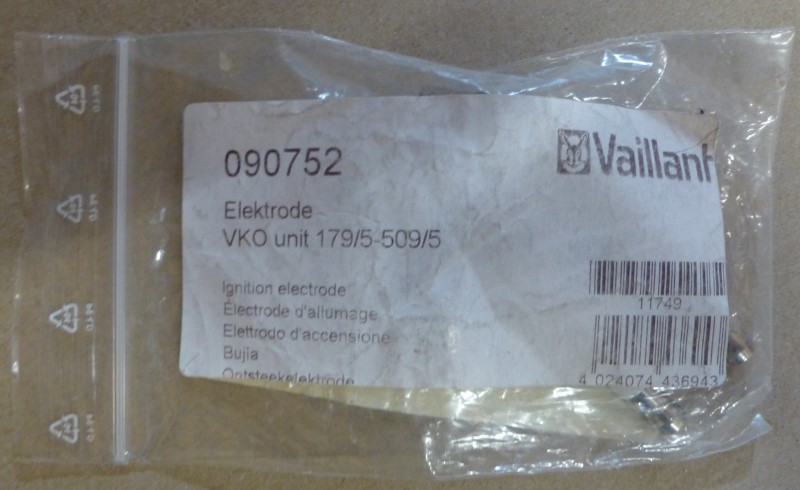 090752
Vaillant
Elektrode
VKO unit 179/5-509/5
Ignition electrode
Électrode d'allumage
Elettrodo d'accensione
Bujia
Ontsteekelektrode
11749
4 024074 436943